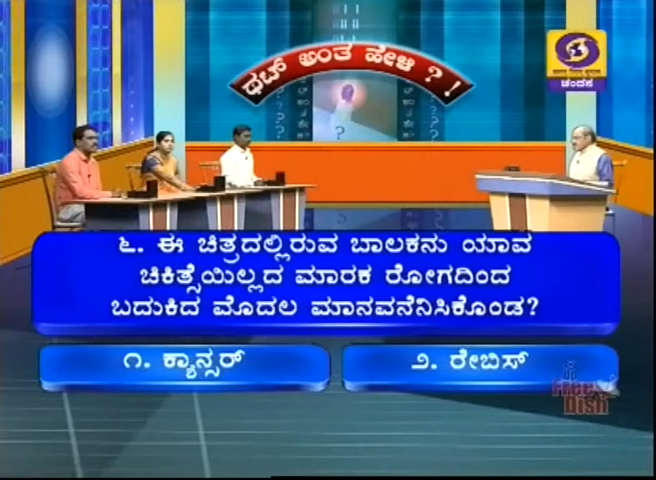 ಥಟ್ ಅಂತ ಹೇಳಿ ?!
ಚಂದನ
೬. ಈ ಚಿತ್ರದಲ್ಲಿರುವ ಬಾಲಕನು ಯಾವ
ಚಿಕಿತ್ಸೆಯಿಲ್ಲದ ಮಾರಕ ರೋಗದಿಂದ
ಬದುಕಿದ ಮೊದಲ ಮಾನವನೆನಿಸಿಕೊಂಡ?
೧. ಕ್ಯಾನ್ಸರ್
೨. ರೇಬಿಸ್
Free
Dish